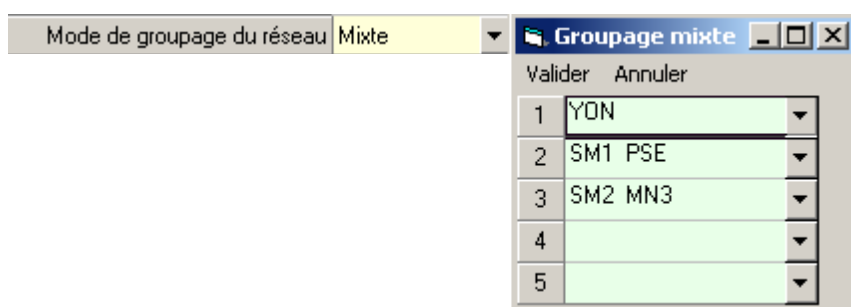 Mode de groupage du réseau Mixte
Groupage mixte
Valider Annuler
1 YON
2 SM1 PSE
3 SM2 MN3
4
5